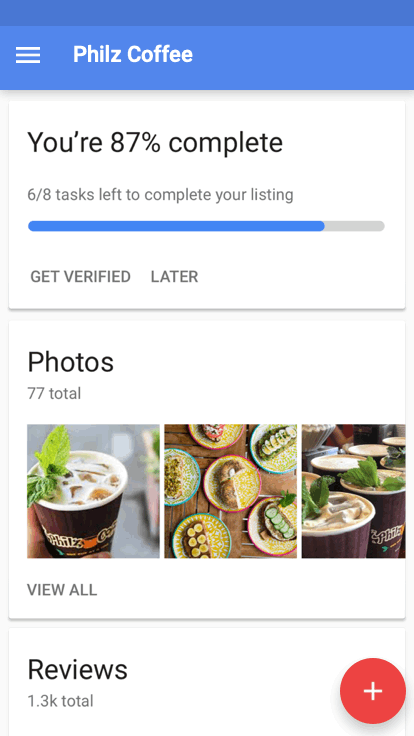 Philz Coffee
You’re 87% complete
6/8 tasks left to complete your listing
GET VERIFIED LATER
Photos
77 total
Philz
Philz
VIEW ALL
Reviews
1.3k total